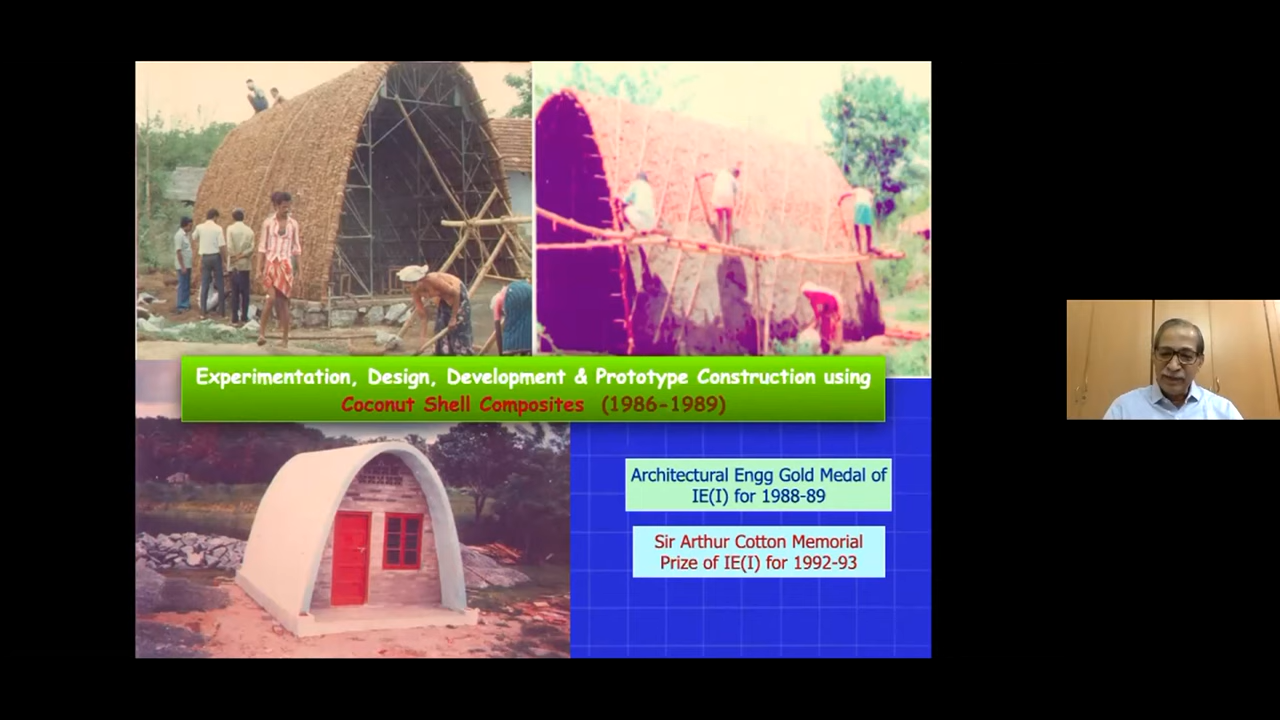 Experimentation, Design, Development & Prototype Construction using
Coconut Shell Composites (1986-1989)
Architectural Engg Gold Medal of
IE(I) for 1988-89
Sir Arthur Cotton Memorial
Prize of IE(I) for 1992-93